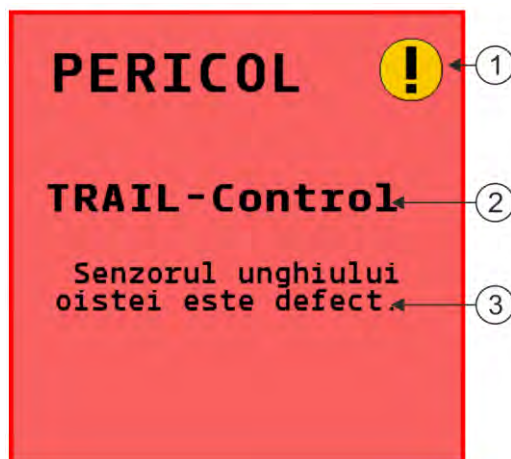 PERICOL !
1
TRAIL-Control
2
Senzorul unghiului
oistei este defect.
3